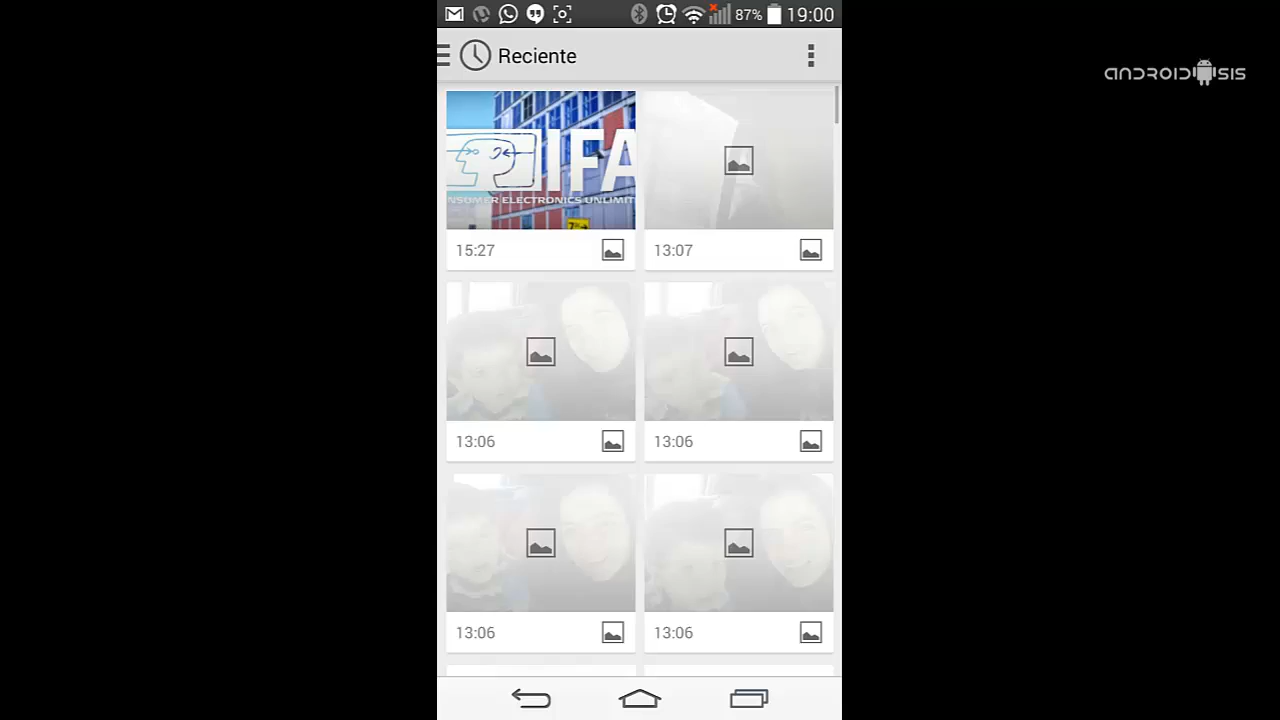 87% 19:00
Reciente
ANDROIDSIS
IFA
NSUMER ELECTRONICS UNLIMIT
15:27
13:07
13:06
13:06
13:06
13:06